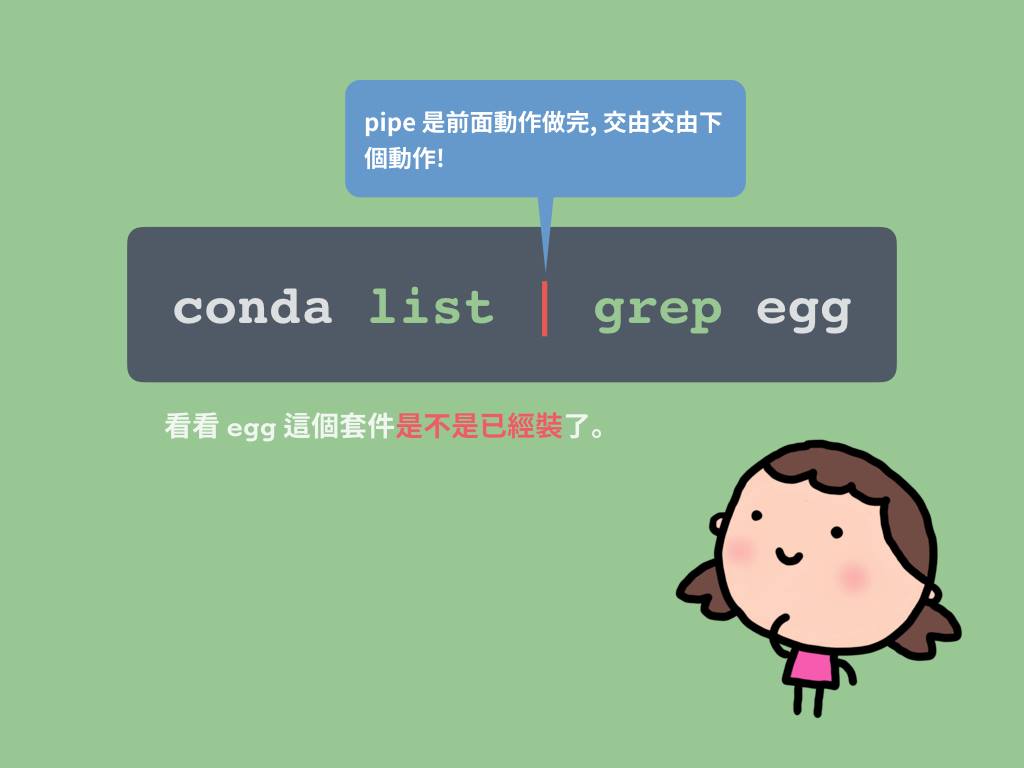 pipe 是前面動作做完, 交由交由下
個動作!
conda list | grep egg
看看 egg 這個套件是不是已經裝了。